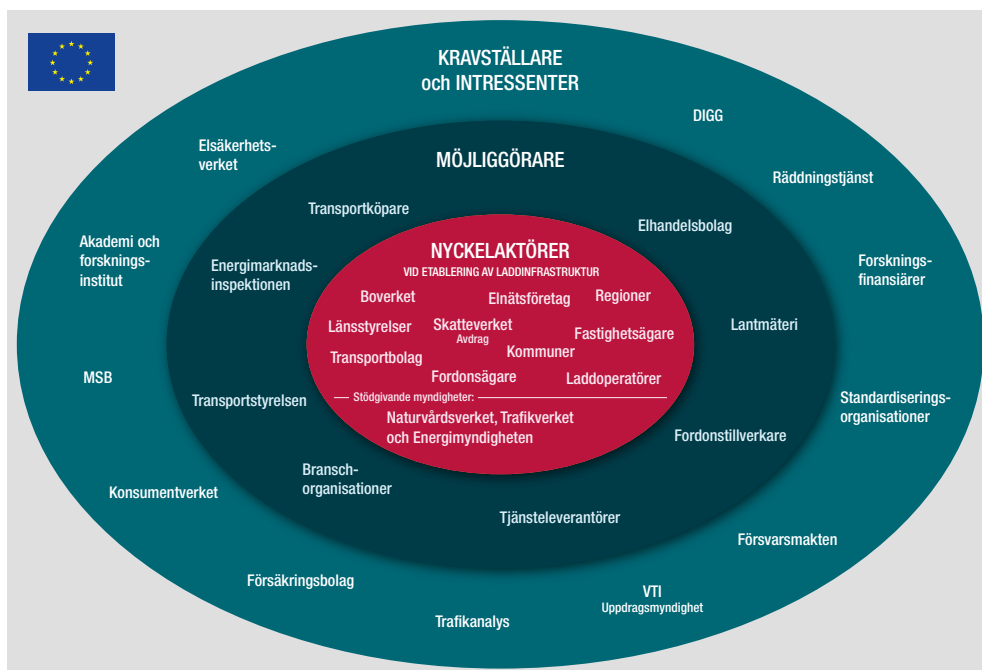 KRAVSTÄLLARE
och INTRESSENTER
DIGG
Elsäkerhets-
verket
Räddningstjänst
MÖJLIGGÖRARE
Transportköpare
Elhandelsbolag
Akademi och
forsknings-
institut
Energimarknads-
inspektionen
Forsknings-
finansiärer
NYCKELAKTÖRER
VID ETABLERING AV LADDINFRASTRUKTUR
Boverket
Elnätsföretag
Regioner
Länsstyrelser
Skatteverket
Avdrag
Fastighetsägare
Lantmäteri
Transportbolag
Kommuner
Fordonsägare
Laddoperatörer
MSB
Transportstyrelsen
Stödgivande myndigheter:
Naturvårdsverket, Trafikverket
och Energimyndigheten
Standardiserings-
organisationer
Fordonstillverkare
Bransch-
organisationer
Konsumentverket
Tjänsteleverantörer
Försvarsmakten
Försäkringsbolag
VTI
Uppdragsmyndighet
Trafikanalys